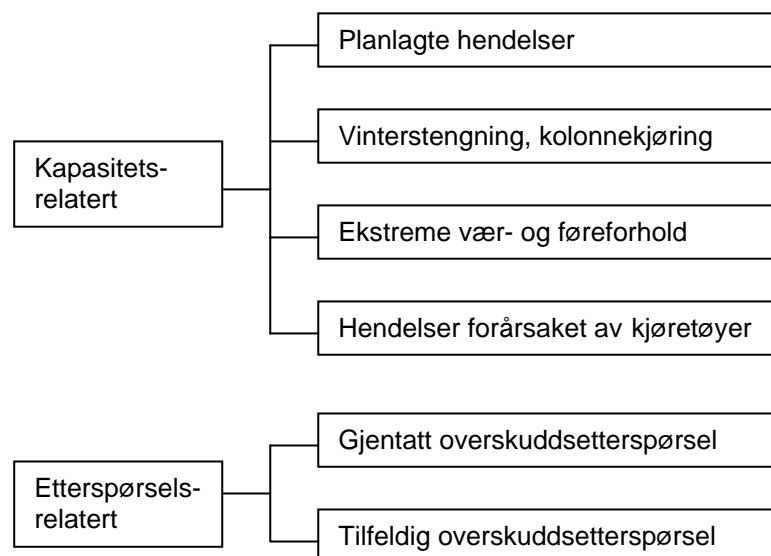 Kapasitets-
relatert
Planlagte hendelser
Vinterstengning, kolonnekjøring
Ekstreme vær- og føreforhold
Hendelser forårsaket av kjøretøyer
Etterspørsels-
relatert
Gjentatt overskuddsetterspørsel
Tilfeldig overskuddsetterspørsel